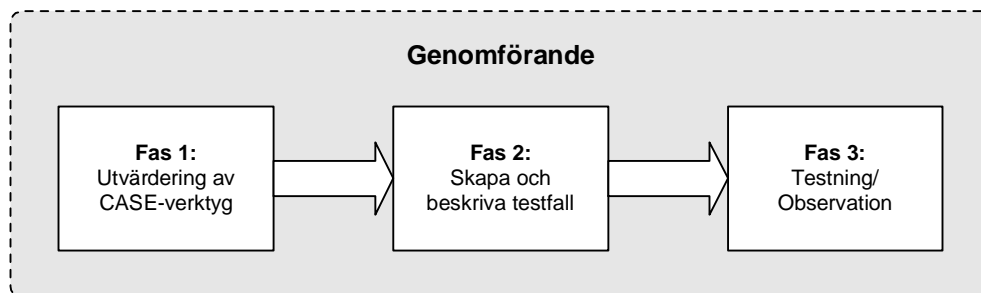 Genomförande
Fas 1:
Utvärdering av
CASE-verktyg
Fas 2:
Skapa och
beskriva testfall
Fas 3:
Testning/
Observation